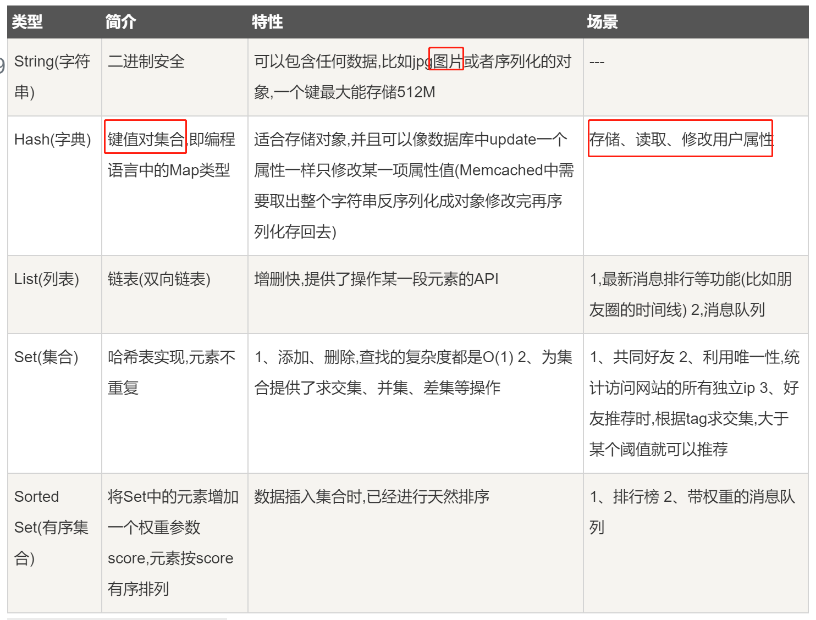 类型 简介 特性 场景
String(字符串) 二进制安全 可以包含任何数据,比如jpg图片或者序列化的对象,一个键最大能存储512M ---
Hash(字典) 键值对集合,即编程语言中的Map类型 适合存储对象,并且可以像数据库中update一个属性一样只修改某一项属性值(Memcached中需要取出整个字符串反序列化成对象修改完再序列化存回去) 存储、读取、修改用户属性
List(列表) 链表(双向链表) 增删快,提供了操作某一段元素的API 1,最新消息排行等功能(比如朋友圈的时间线) 2,消息队列
Set(集合) 哈希表实现,元素不重复 1、添加、删除,查找的复杂度都是O(1) 2、为集合提供了求交集、并集、差集等操作 1、共同好友 2、利用唯一性,统计访问网站的所有独立ip 3、好友推荐时,根据tag求交集,大于某个阈值就可以推荐
Sorted Set(有序集合) 将Set中的元素增加一个权重参数score,元素按score有序排列 数据插入集合时,已经进行天然排序 1、排行榜 2、带权重的消息队列